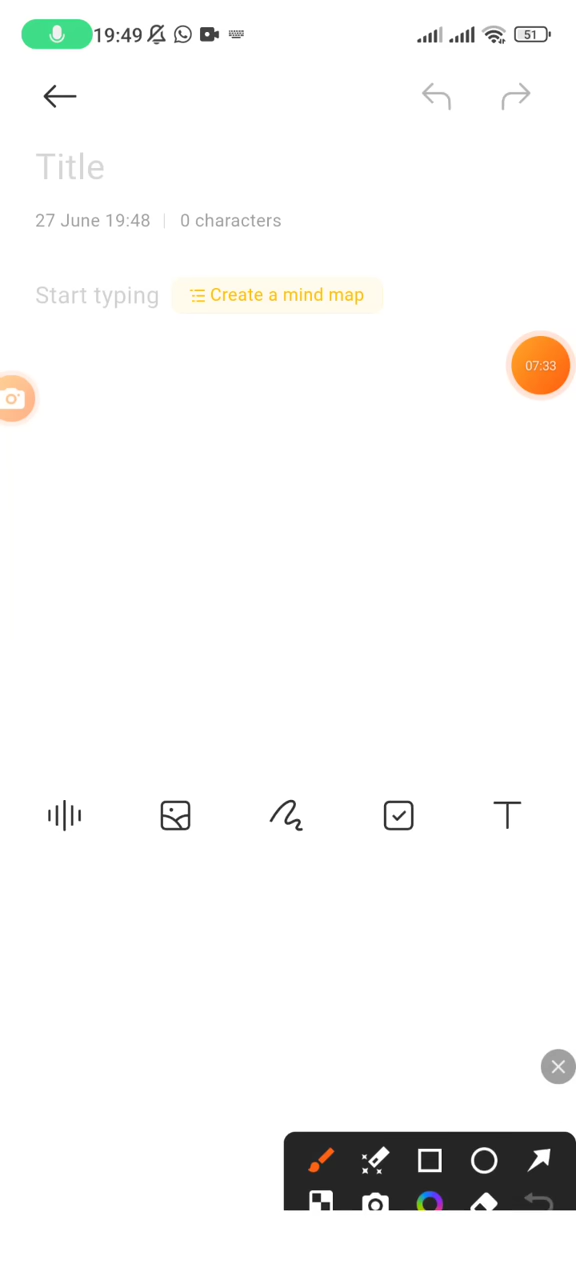 19:49 51
Title
27 June 19:48 | 0 characters
Start typing Create a mind map
07:33
T